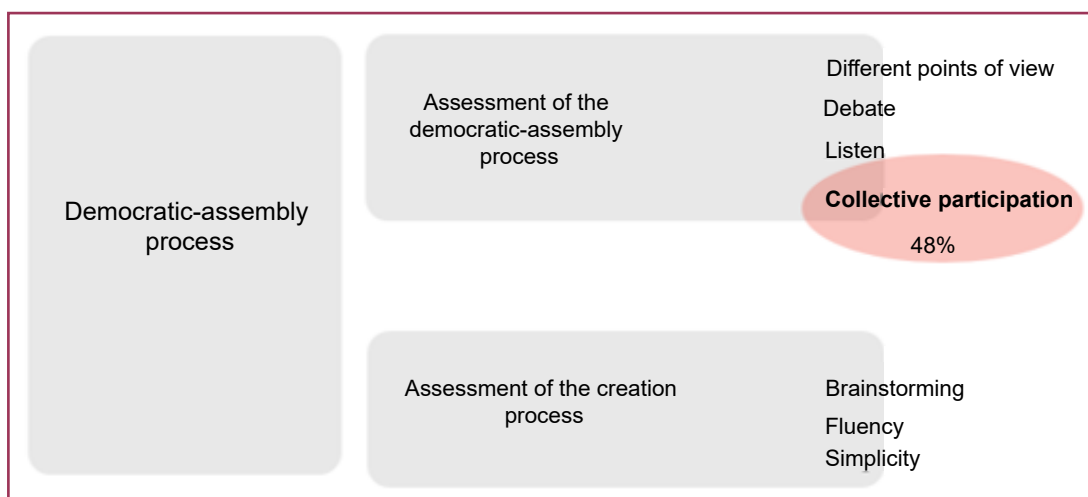 Democratic-assembly
process
Assessment of the
democratic-assembly
process
Different points of view
Debate
Listen
Collective participation
48%
Assessment of the creation
process
Brainstorming
Fluency
Simplicity